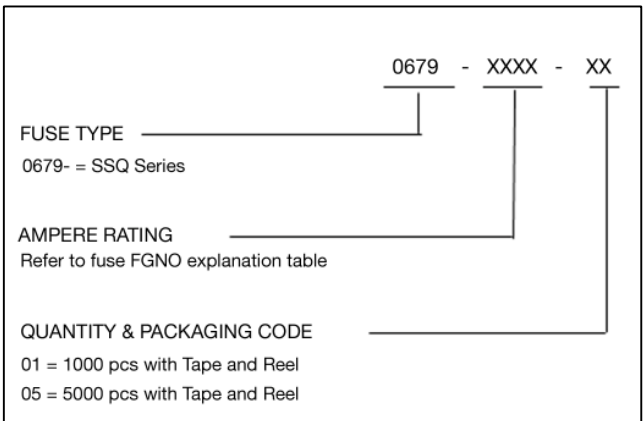 0679 - XXXX - XX
FUSE TYPE
0679- = SSQ Series
AMPERE RATING
Refer to fuse FGNO explanation table
QUANTITY & PACKAGING CODE
01 = 1000 pcs with Tape and Reel
05 = 5000 pcs with Tape and Reel